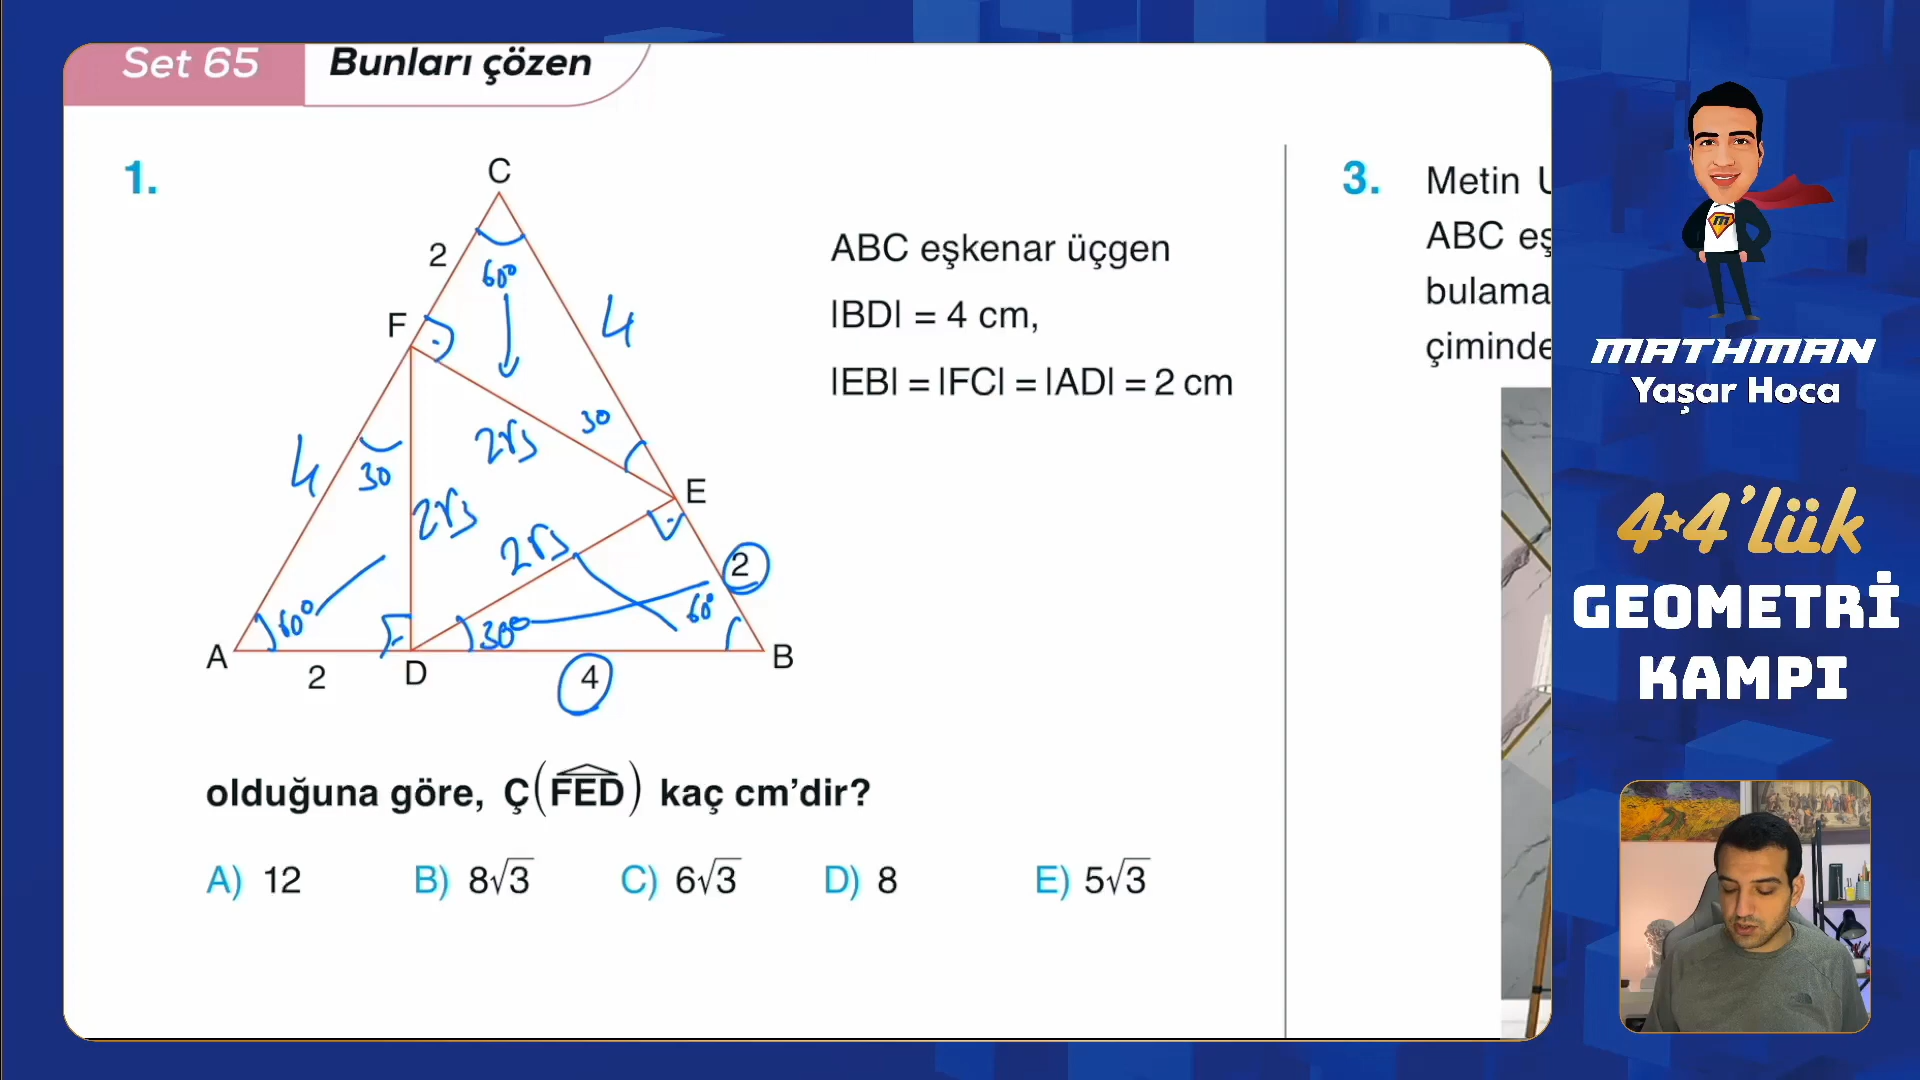 Set 65
Bunları çözen
1.
C
2
60°
F
4
ABC eşkenar üçgen
|BD| = 4 cm,
|EB| = |FC| = |AD| = 2 cm
4
30
2√3
30
2√3
E
2√3
2
60°
60°
30°
A
2
D
4
B
olduğuna göre, Ç(FED) kaç cm'dir?
A) 12 B) 8√3 C) 6√3 D) 8 E) 5√3
3.
Metin
ABC eş
bulama
çiminde
M
MATHMAN
Yaşar Hoca
4★4'lük
GEOMETRİ
KAMPI